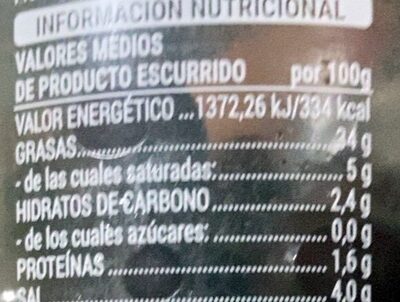 INFORMACIÓN NUTRICIONAL
VALORES MEDIOS
DE PRODUCTO ESCURRIDO por 100g
VALOR ENERGÉTICO ...1372,26 kJ/334 kcal
GRASAS.......................34 g
- de las cuales saturadas:..............5 g
HIDRATOS DE CARBONO..............2,4 g
- de los cuales azúcares: ..............0,0 g
PROTEÍNAS ..........................1,6 g
SAL ..........................4,0 g